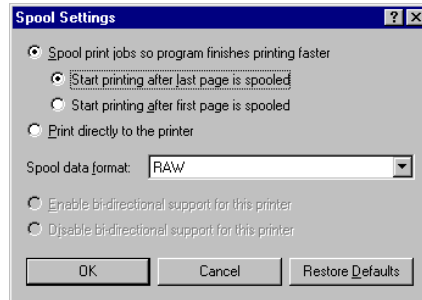 Spool Settings
Spool print jobs so program finishes printing faster
Start printing after last page is spooled
Start printing after first page is spooled
Print directly to the printer
Spool data format: RAW
Enable bi-directional support for this printer
Disable bi-directional support for this printer
OK Cancel Restore Defaults